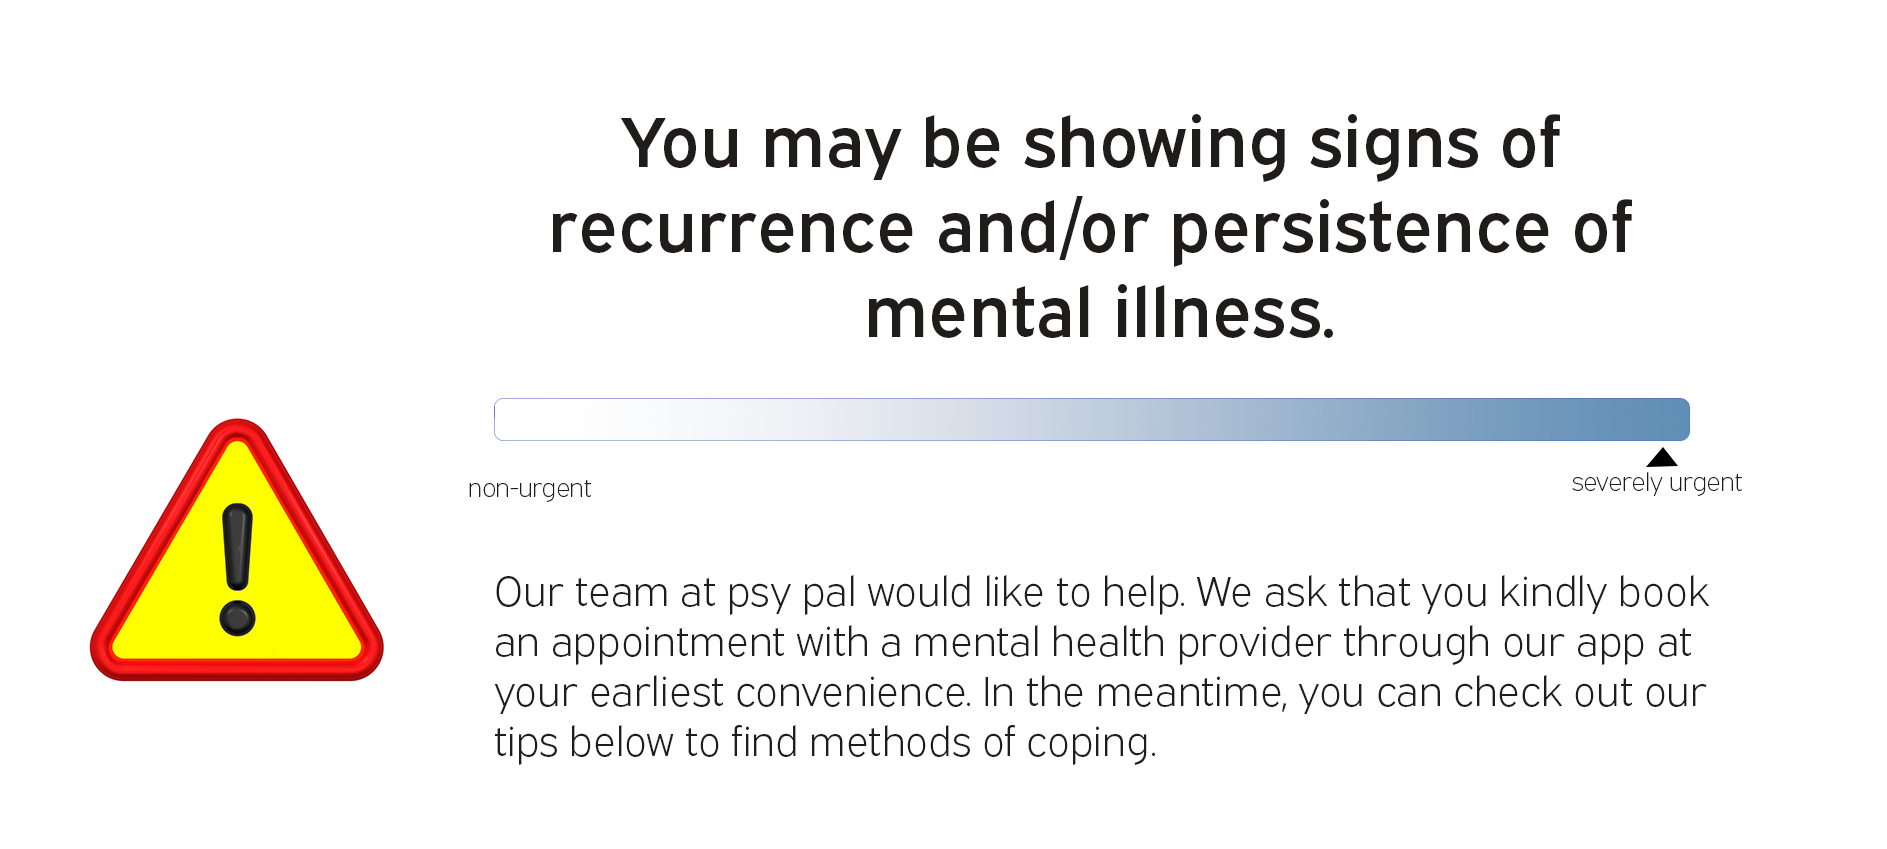 You may be showing signs of
recurrence and/or persistence of
mental illness.
non-urgent
severely urgent
Our team at psy pal would like to help. We ask that you kindly book
an appointment with a mental health provider through our app at
your earliest convenience. In the meantime, you can check out our
tips below to find methods of coping.